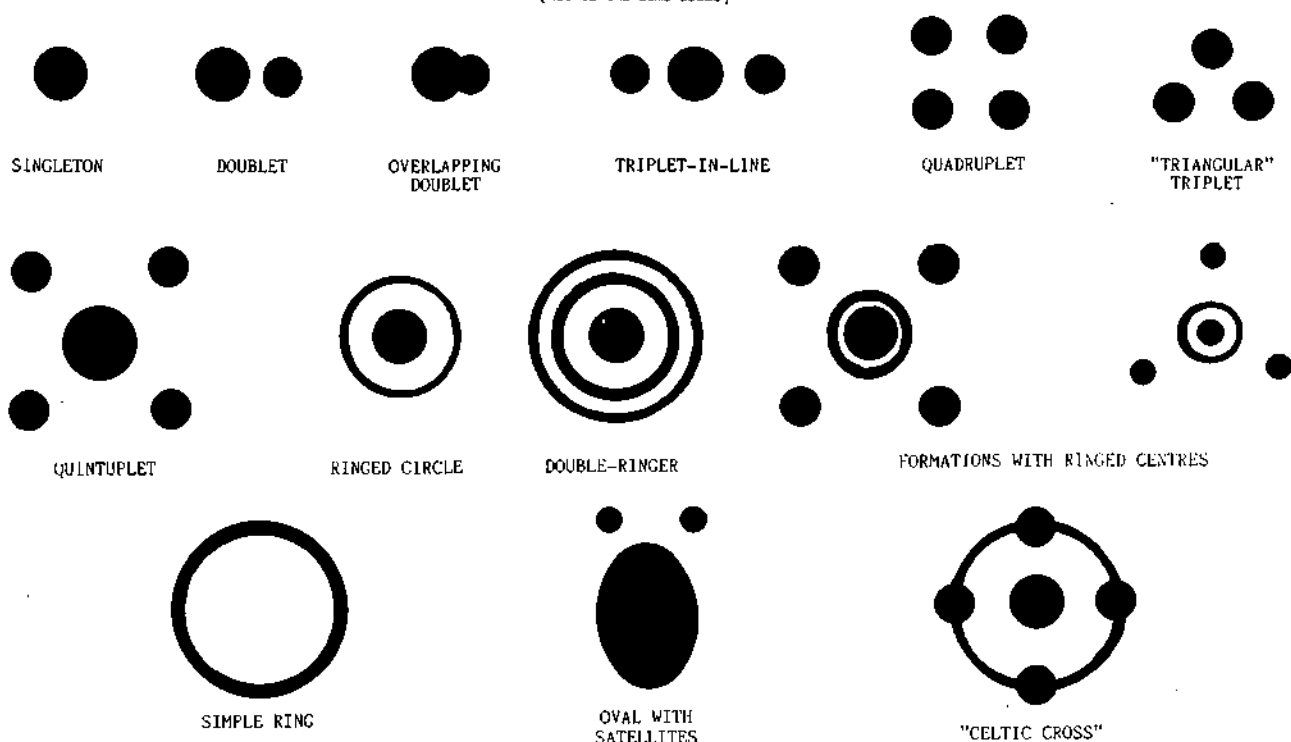 SINGLETON
DOUBLET
OVERLAPPING
DOUBLET
TRIPLET-IN-LINE
QUADRUPLET
"TRIANGULAR"
TRIPLET
QUINTUPLET
RINGED CIRCLE
DOUBLE-RINGER
FORMATIONS WITH RINGED CENTRES
SIMPLE RING
OVAL WITH
SATELLITES
"CELTIC CROSS"